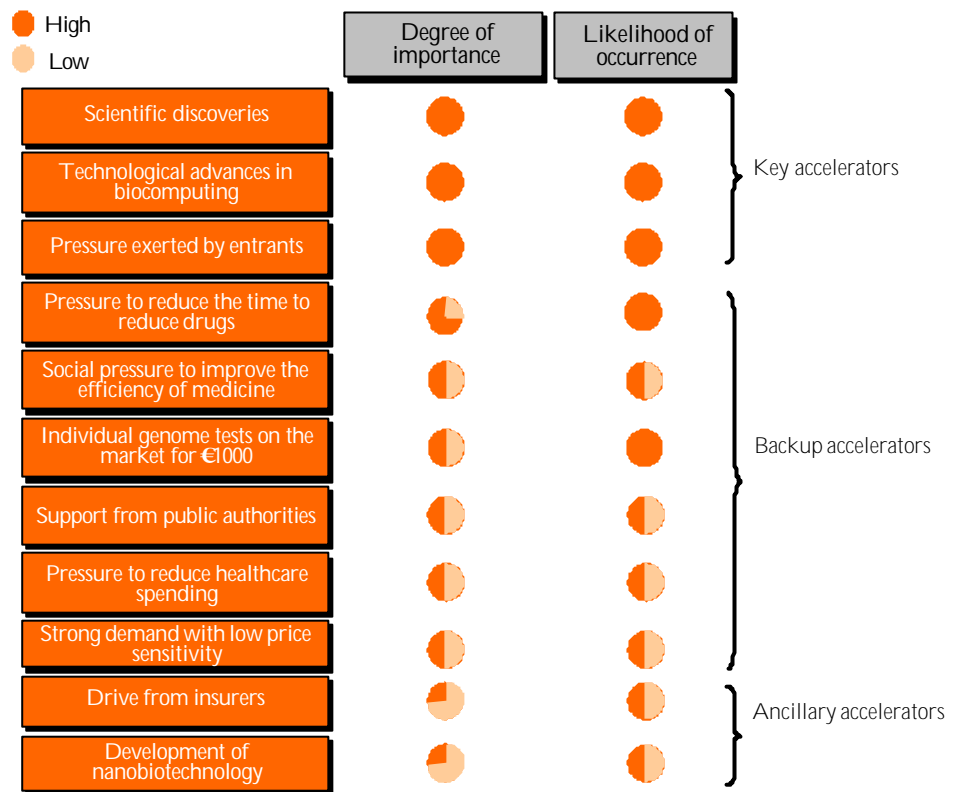 High
Low
Degree of
importance
Likelihood of
occurrence
Scientific discoveries
Technological advances in
biocomputing
Pressure exerted by entrants
Key accelerators
Pressure to reduce the time to
reduce drugs
Social pressure to improve the
efficiency of medicine
Individual genome tests on the
market for €1000
Support from public authorities
Pressure to reduce healthcare
spending
Strong demand with low price
sensitivity
Backup accelerators
Drive from insurers
Development of
nanobiotechnology
Ancillary accelerators